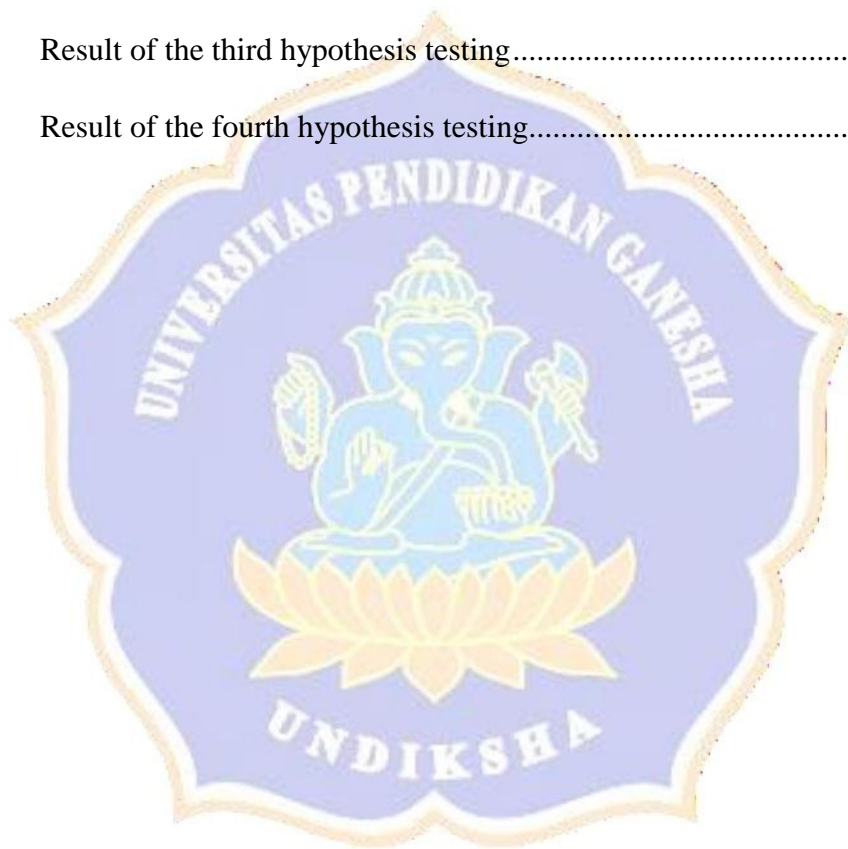 Result of the third hypothesis testing..........................................
Result of the fourth hypothesis testing........................................
UNIVERSITAS PENDIDIKAN GANESHA
UNDIKSHA